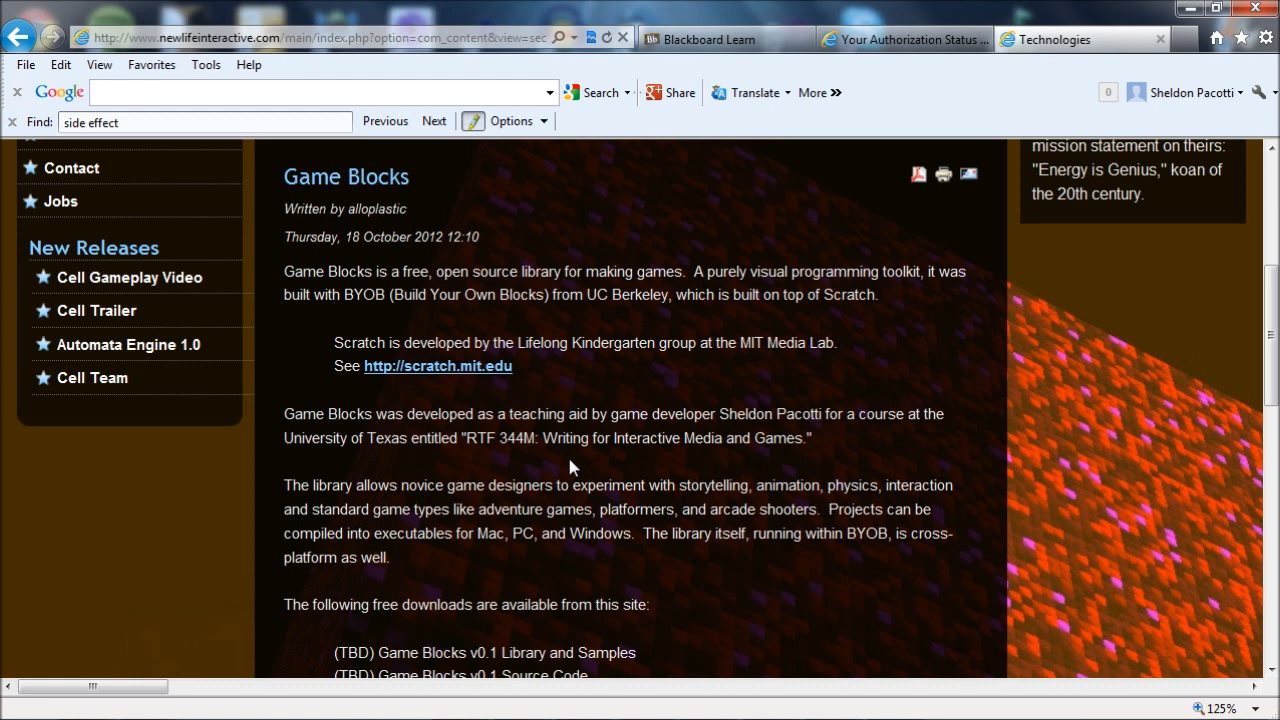 http://www.newlifeinteractive.com/main/index.php?option=com_content&view=sec
Blackboard Learn
Your Authorization Status ...
Technologies
File Edit View Favorites Tools Help
Google
Search
Share
Translate
More »
0
Sheldon Pacotti
Find: side effect
Previous Next
Options
Contact
Jobs
New Releases
Cell Gameplay Video
Cell Trailer
Automata Engine 1.0
Cell Team
Game Blocks
Written by alloplastic
Thursday, 18 October 2012 12:10
Game Blocks is a free, open source library for making games. A purely visual programming toolkit, it was
built with BYOB (Build Your Own Blocks) from UC Berkeley, which is built on top of Scratch.
Scratch is developed by the Lifelong Kindergarten group at the MIT Media Lab.
See http://scratch.mit.edu
Game Blocks was developed as a teaching aid by game developer Sheldon Pacotti for a course at the
University of Texas entitled "RTF 344M: Writing for Interactive Media and Games."
The library allows novice game designers to experiment with storytelling, animation, physics, interaction
and standard game types like adventure games, platformers, and arcade shooters. Projects can be
compiled into executables for Mac, PC, and Windows. The library itself, running within BYOB, is cross-
platform as well.
The following free downloads are available from this site:
(TBD) Game Blocks v0.1 Library and Samples
(TBD) Game Blocks v0.1 Source Code
mission statement on theirs:
"Energy is Genius," koan of
the 20th century.
125%